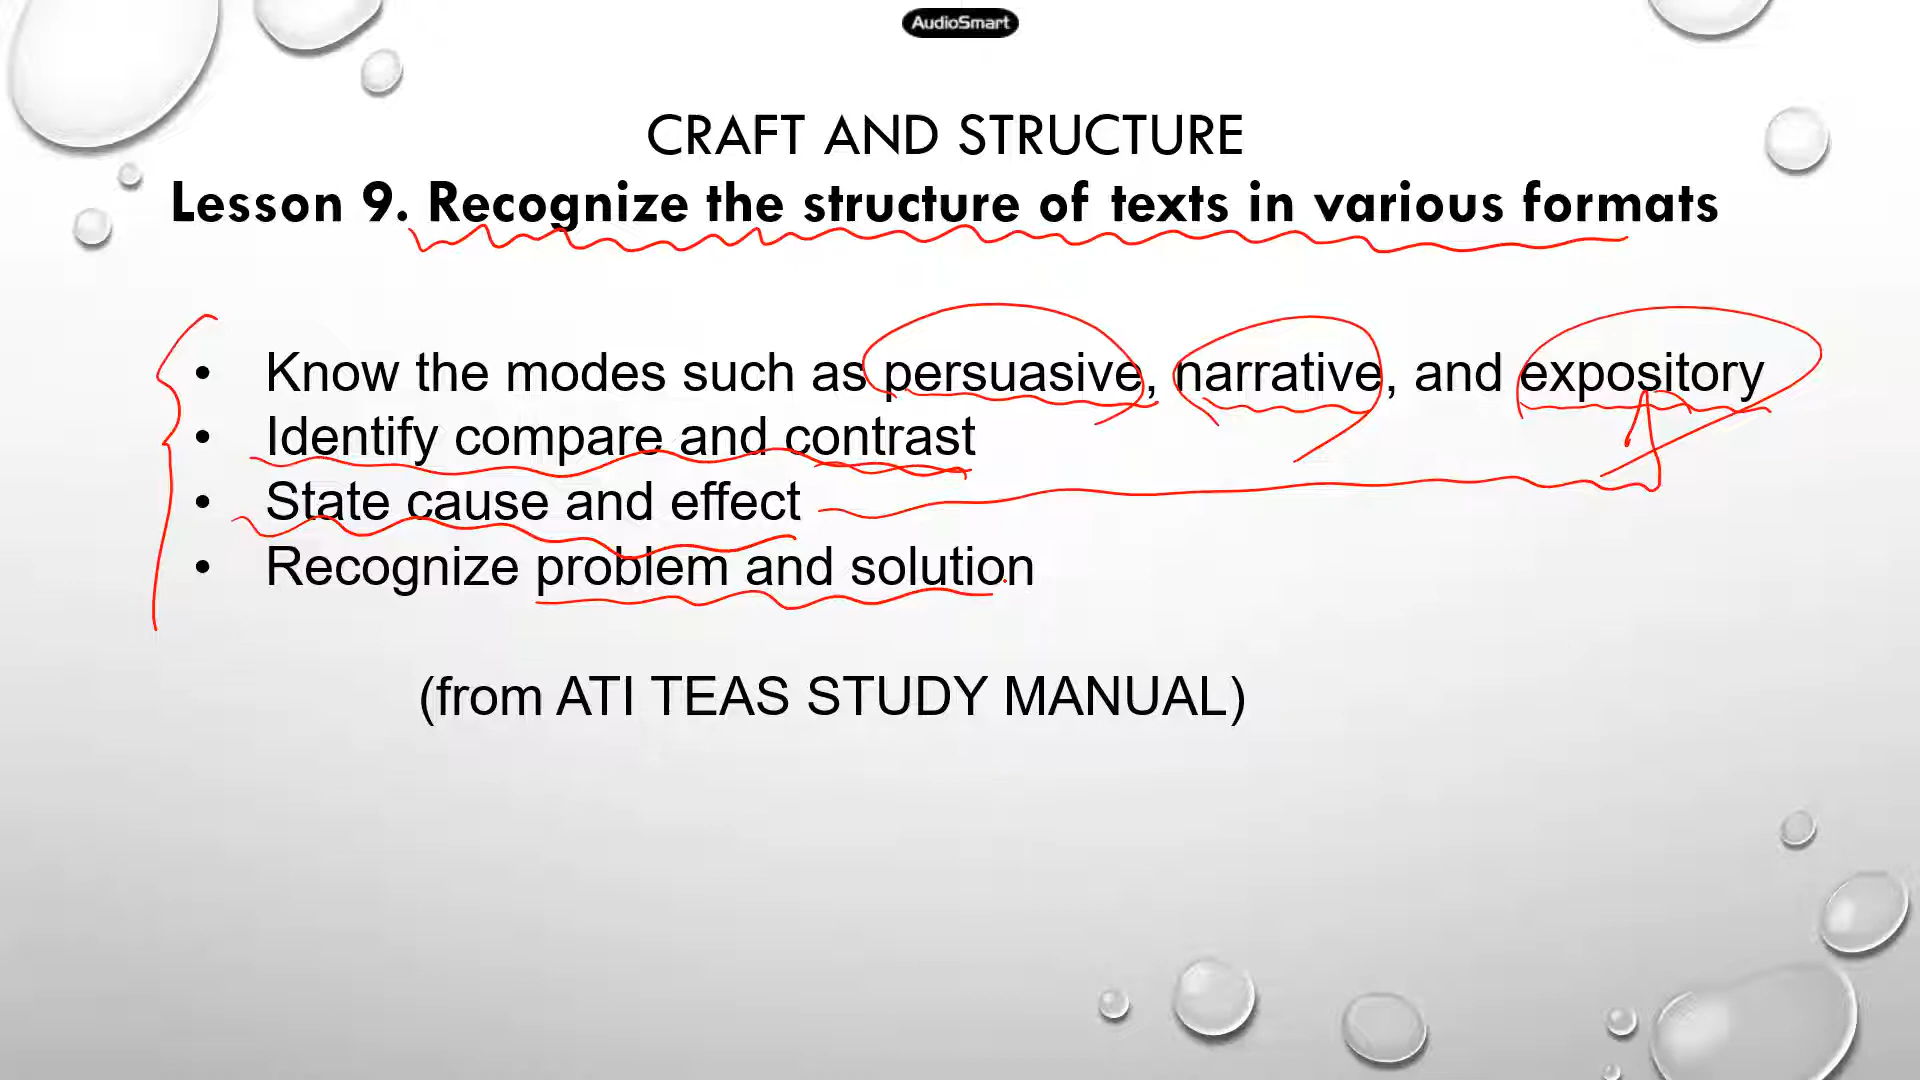 AudioSmart
CRAFT AND STRUCTURE
Lesson 9. Recognize the structure of texts in various formats
• Know the modes such as persuasive, narrative, and expository
• Identify compare and contrast
• State cause and effect
• Recognize problem and solution
(from ATI TEAS STUDY MANUAL)